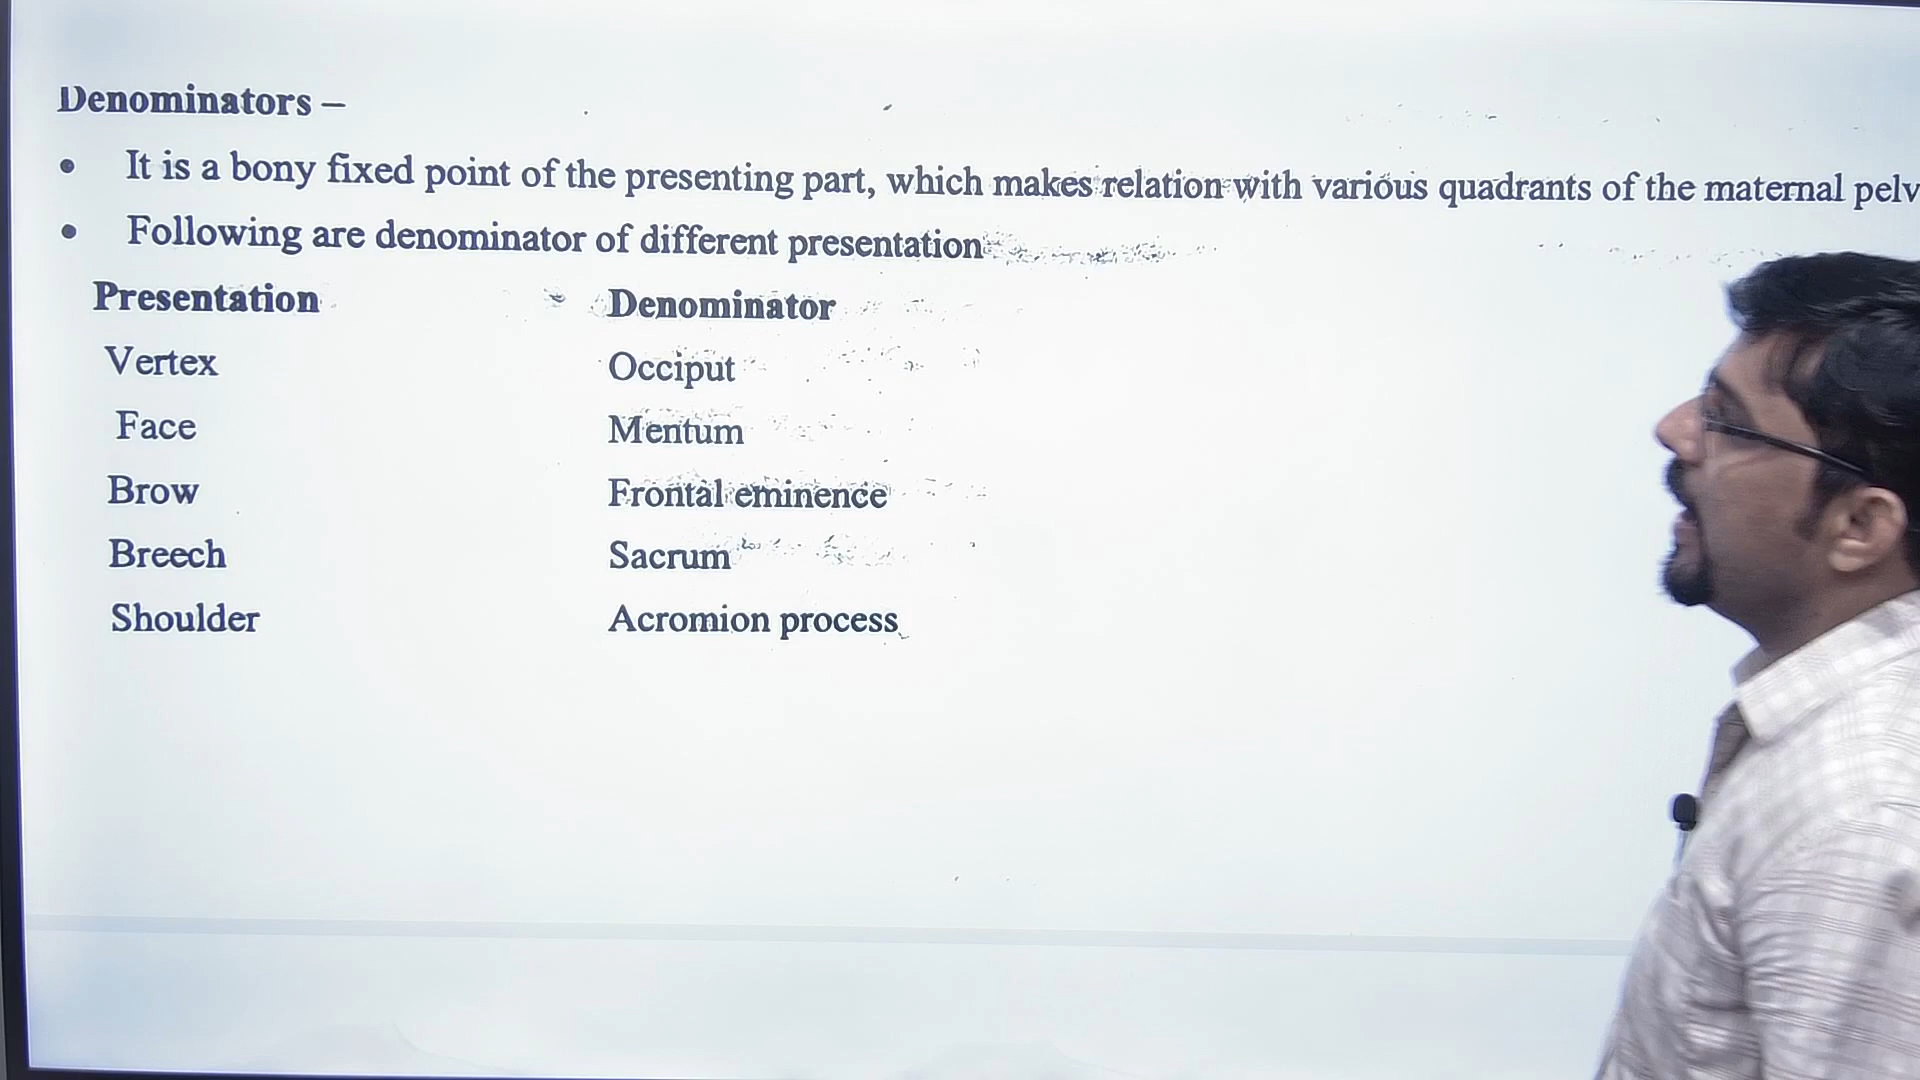 Denominators –
• It is a bony fixed point of the presenting part, which makes relation with various quadrants of the maternal pelv
• Following are denominator of different presentation
Presentation Denominator
Vertex Occiput
Face Mentum
Brow Frontal eminence
Breech Sacrum
Shoulder Acromion process